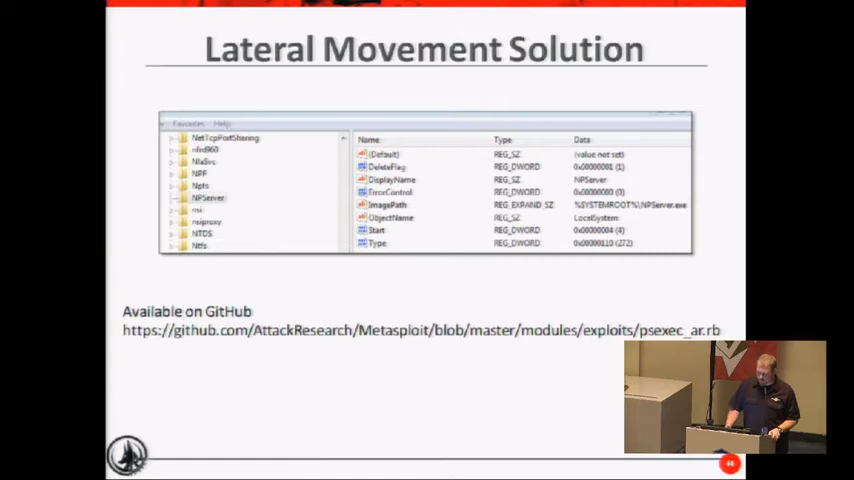 Lateral Movement Solution
Favorites Help
NetTcpPortSharing
nfrd960
NlaSvc
NPF
Npfs
NPServer
nsi
nsiproxy
NTDS
Ntfs
Name Type Data
(Default) REG_SZ (value not set)
DeleteFlag REG_DWORD 0x00000001 (1)
DisplayName REG_SZ NPServer
ErrorControl REG_DWORD 0x00000000 (0)
ImagePath REG_EXPAND_SZ %SYSTEMROOT%\NPServer.exe
ObjectName REG_SZ LocalSystem
Start REG_DWORD 0x00000004 (4)
Type REG_DWORD 0x00000110 (272)
Available on GitHub
https://github.com/AttackResearch/Metasploit/blob/master/modules/exploits/psexec_ar.rb
44